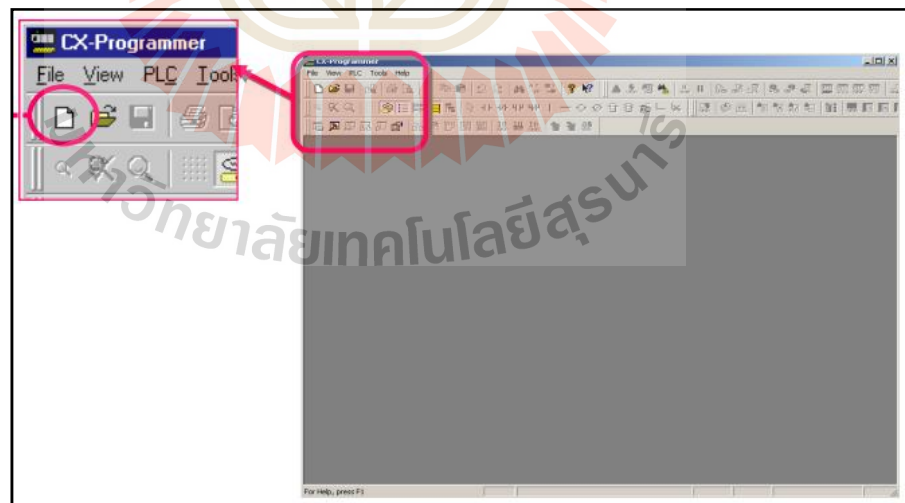 CX-Programmer
File View PLC Tools
CX-Programmer
File View PLC Tools Help
มหาวิทยาลัยเทคโนโลยีสุรนารี
For Help, press F1